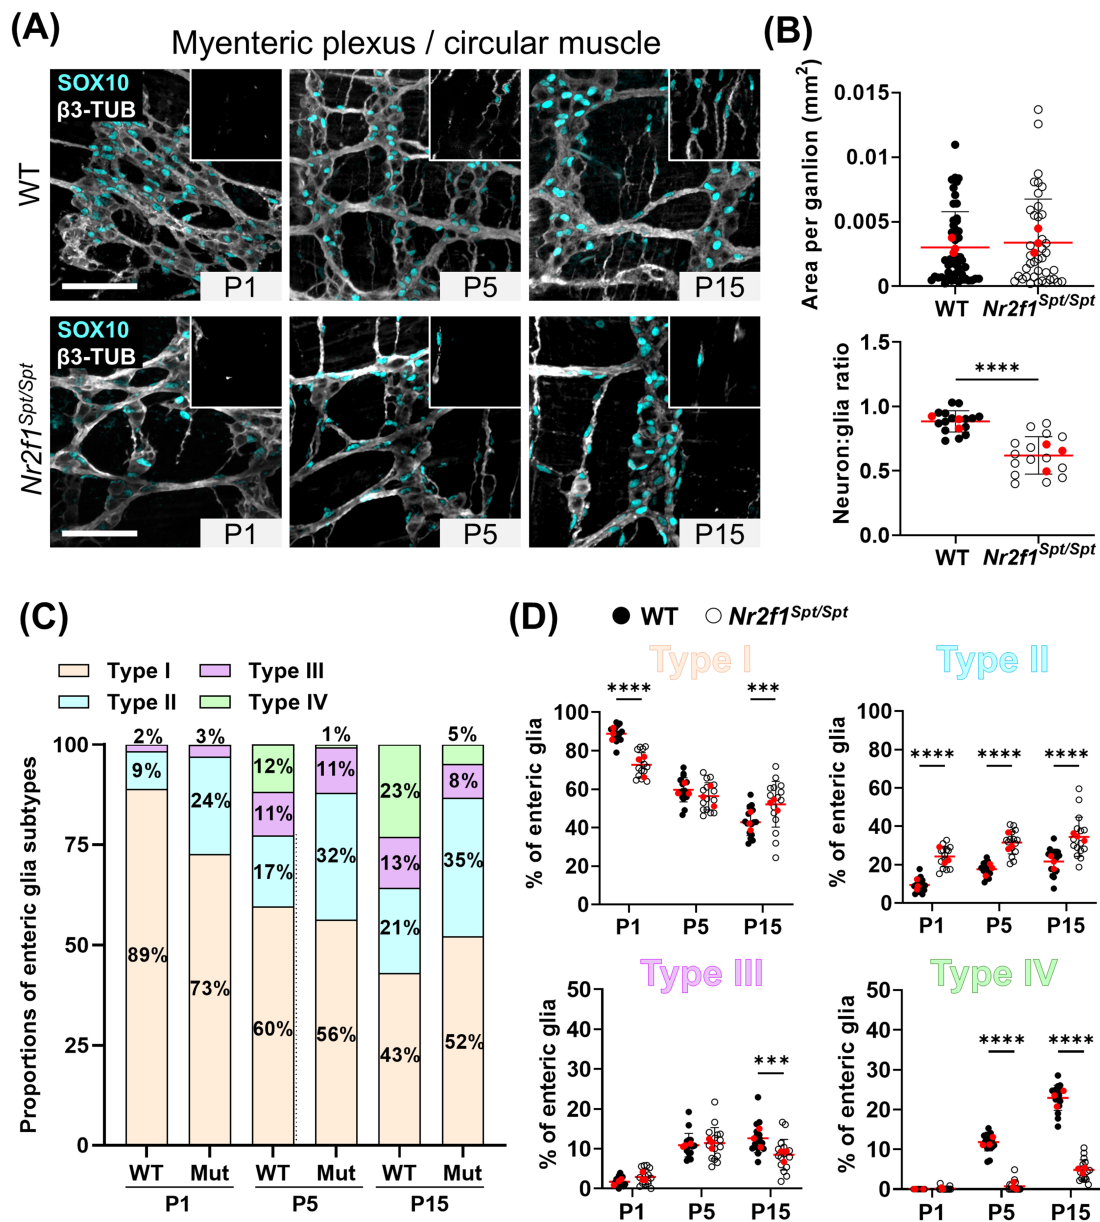 (A)
Myenteric plexus / circular muscle
WT
SOX10
β3-TUB
P1
P5
P15
Nr2f1Spt/Spt
SOX10
β3-TUB
P1
P5
P15
(B)
Area per ganlion (mm2)
0.015
0.01
0.005
0
WT
Nr2f1Spt/Spt
Neuron:glia ratio
1.5
1.0
0.5
0.0
****
WT
Nr2f1Spt/Spt
(C)
Type I
Type III
Type II
Type IV
Proportions of enteric glia subtypes
100
75
50
25
0
2%
9%
89%
3%
24%
73%
12%
11%
17%
60%
1%
11%
32%
56%
23%
13%
21%
43%
5%
8%
35%
52%
WT
Mut
WT
Mut
WT
Mut
P1
P5
P15
(D)
WT
Nr2f1Spt/Spt
Type I
% of enteric glia
100
80
60
40
20
0
****
***
P1
P5
P15
Type II
% of enteric glia
100
80
60
40
20
0
****
****
****
P1
P5
P15
Type III
% of enteric glia
50
40
30
20
10
0
***
P1
P5
P15
Type IV
% of enteric glia
50
40
30
20
10
0
****
****
P1
P5
P15